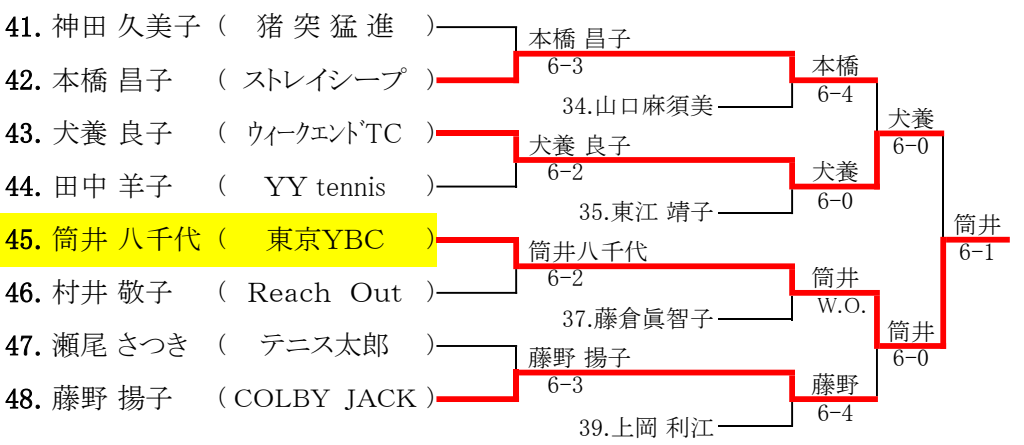 41. 神田 久美子 ( 猪 突 猛 進 )
本橋 昌子
6-3
42. 本橋 昌子 ( ストレイシープ )
本橋
6-4
34.山口麻須美
犬養
6-0
43. 犬養 良子 ( ウィークエンドTC )
犬養 良子
6-2
44. 田中 羊子 ( YY tennis )
犬養
6-0
35.東江 靖子
筒井
6-1
45. 筒井 八千代 ( 東京YBC )
筒井八千代
6-2
46. 村井 敬子 ( Reach Out )
筒井
W.O.
37.藤倉眞智子
筒井
6-0
47. 瀬尾 さつき ( テニス太郎 )
藤野 揚子
6-3
48. 藤野 揚子 ( COLBY JACK )
藤野
6-4
39.上岡 利江